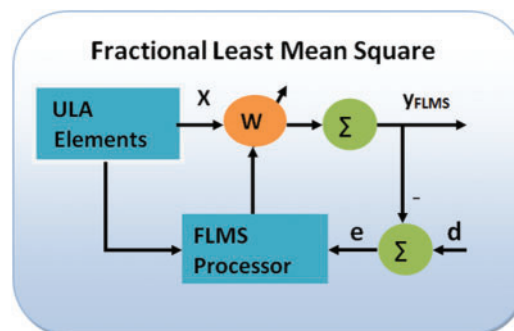 Fractional Least Mean Square
ULA
Elements
X
W
Σ
yFLMS
-
FLMS
Processor
e
Σ
d